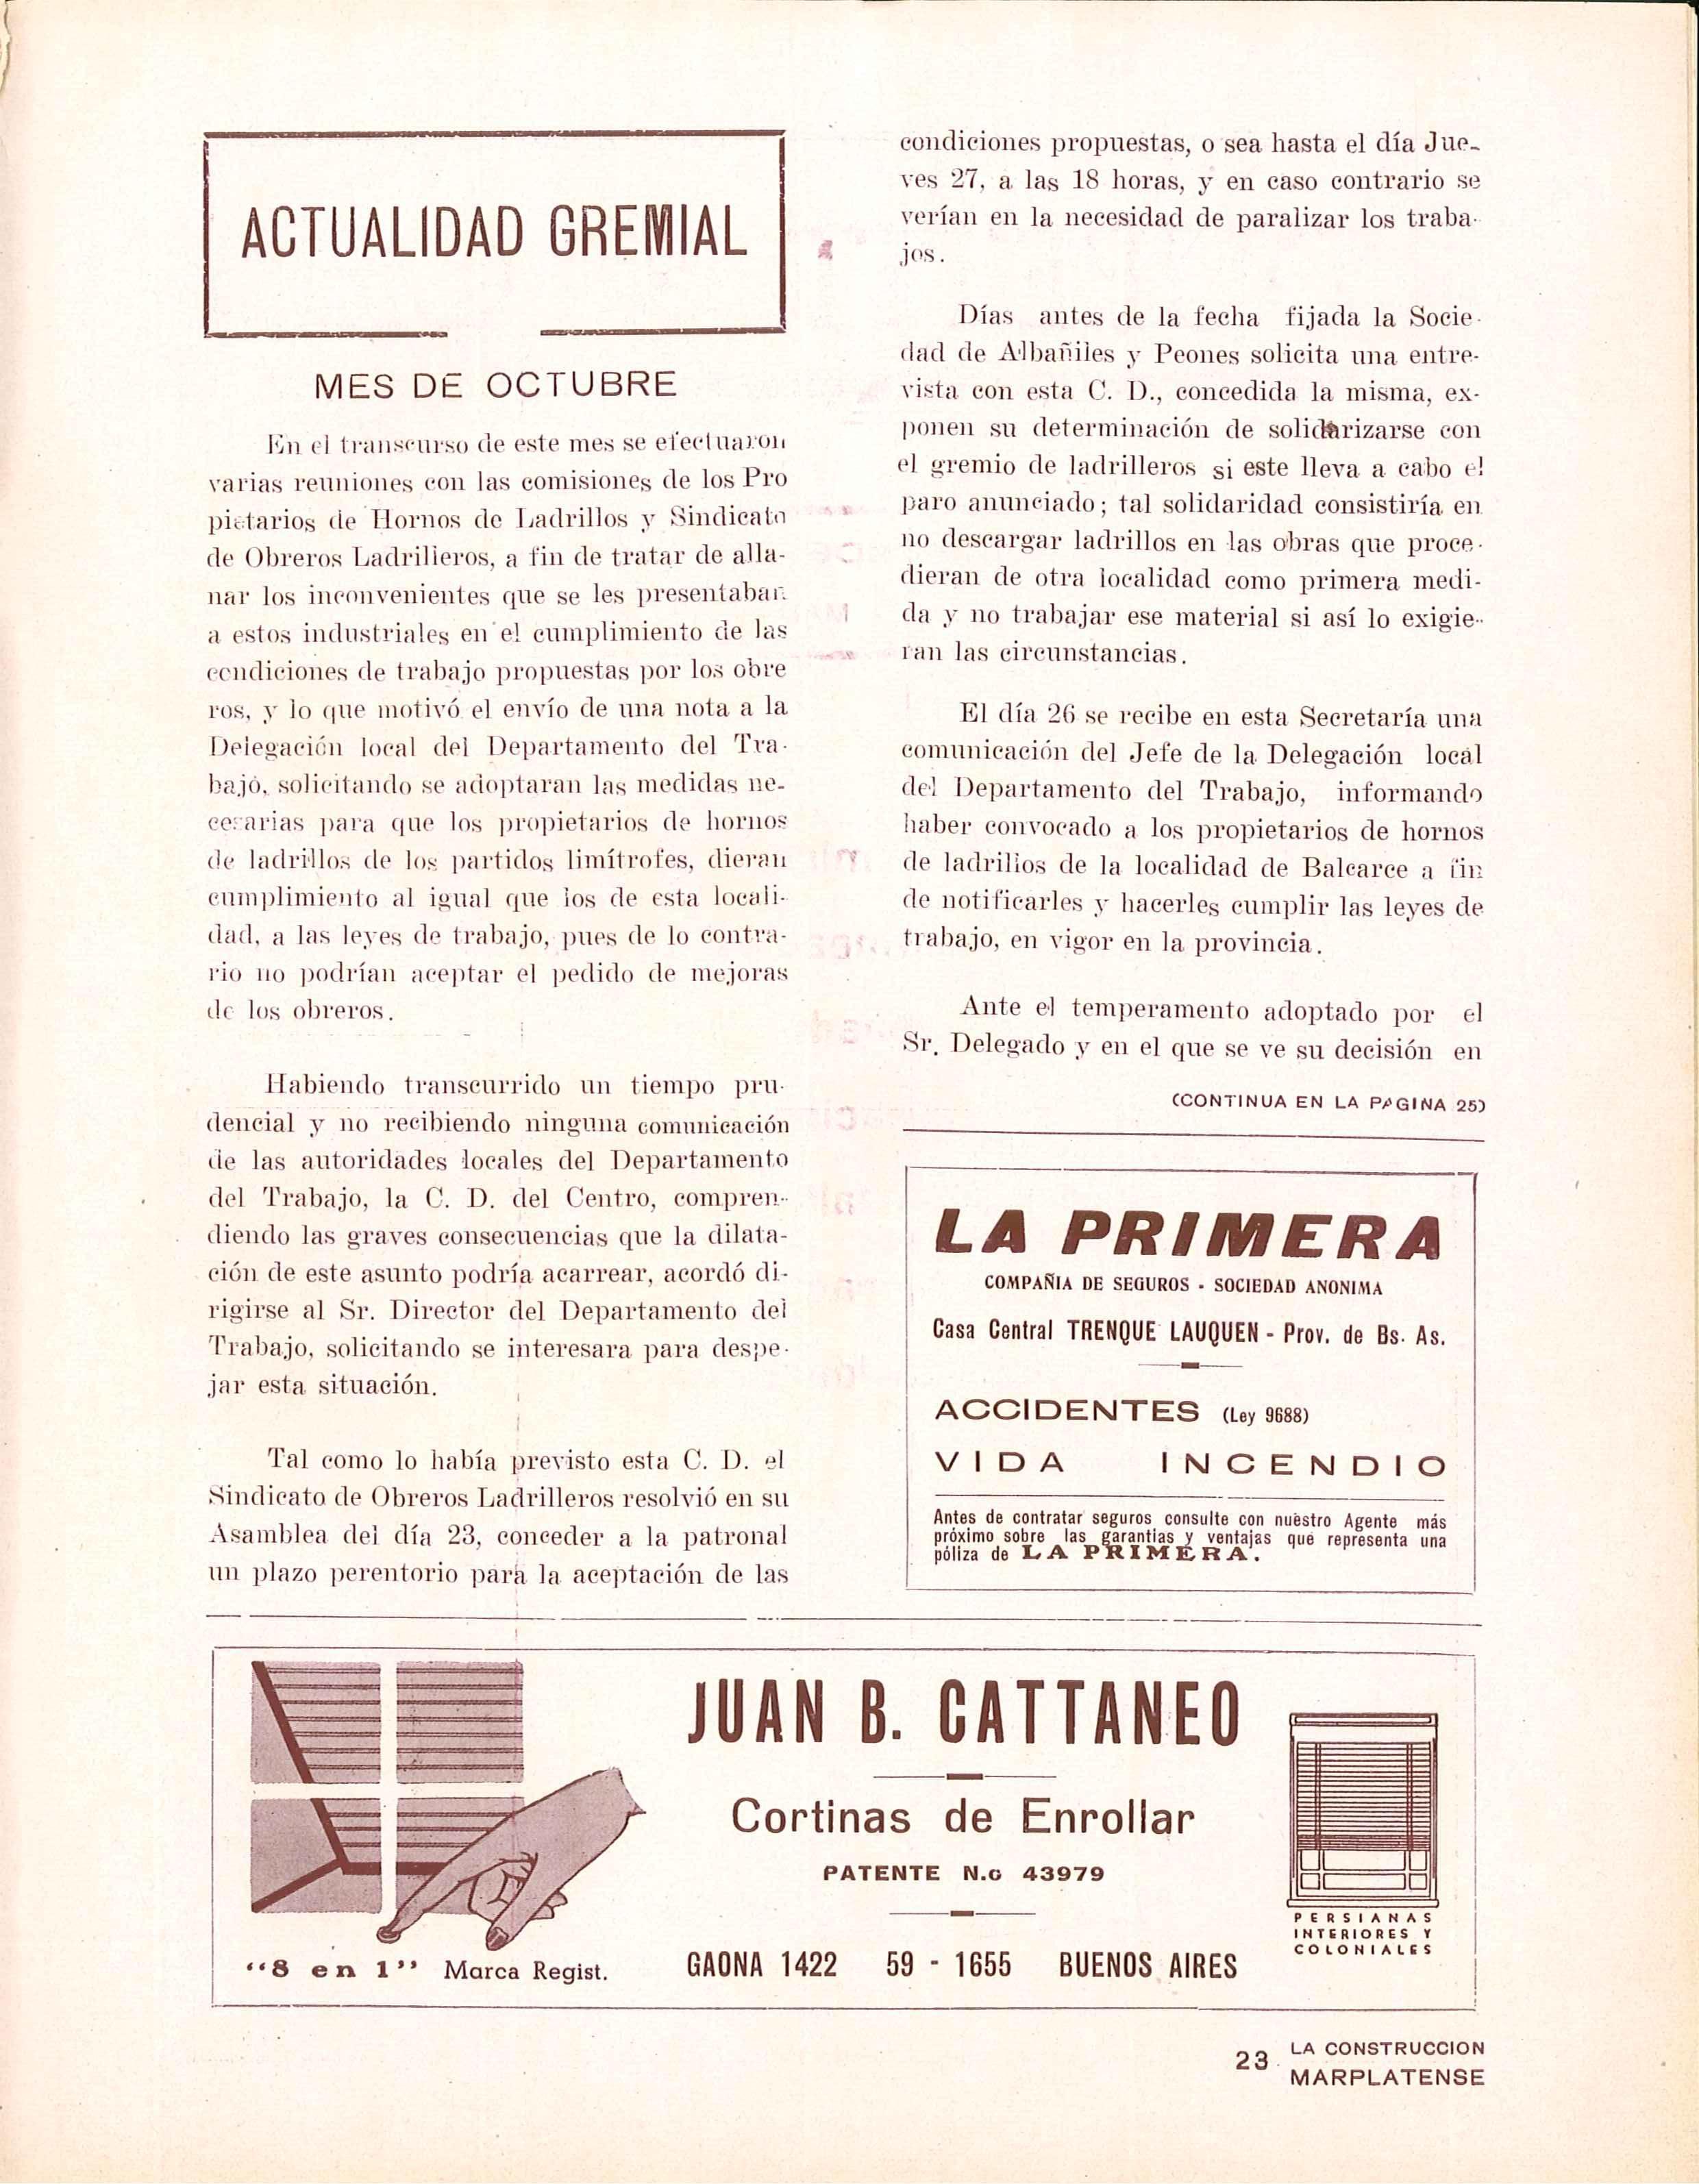 ACTUALIDAD GREMIAL
MES DE OCTUBRE
En el transcurso de este mes se efectuaron
varias reuniones con las comisiones de los Pro
pietarios de Hornos de Ladrillos y Sindicato
de Obreros Ladrilleros, a fin de tratar de alla-
nar los inconvenientes que se les presentaban
a estos industriales en el cumplimiento de las
condiciones de trabajo propuestas por los obre
ros, y lo que motivó el envío de una nota a la
Delegación local del Departamento del Tra-
bajo, solicitando se adoptaran las medidas ne-
cesarias para que los propietarios de hornos
de ladrillos de los partidos limítrofes, dieran
cumplimiento al igual que los de esta locali-
dad, a las leyes de trabajo, pues de lo contra-
rio no podrían aceptar el pedido de mejoras
de los obreros.
Habiendo transcurrido un tiempo pru-
dencial y no recibiendo ninguna comunicación
de las autoridades locales del Departamento
del Trabajo, la C. D. del Centro, compren-
diendo las graves consecuencias que la dilata-
ción de este asunto podría acarrear, acordó di-
rigirse al Sr. Director del Departamento del
Trabajo, solicitando se interesara para despe-
jar esta situación.
Tal como lo había previsto esta C. D. el
Sindicato de Obreros Ladrilleros resolvió en su
Asamblea del día 23, conceder a la patronal
un plazo perentorio para la aceptación de las
condiciones propuestas, o sea hasta el día Jue-
ves 27, a las 18 horas, y en caso contrario se
verían en la necesidad de paralizar los traba-
jos.
Días antes de la fecha fijada la Socie-
dad de Albañiles y Peones solicita una entre-
vista con esta C. D., concedida la misma, ex-
ponen su determinación de solidarizarse con
el gremio de ladrilleros si este lleva a cabo el
paro anunciado; tal solidaridad consistiría en
no descargar ladrillos en las obras que proce-
dieran de otra localidad como primera medi-
da y no trabajar ese material si así lo exigie-
ran las circunstancias.
El día 26 se recibe en esta Secretaría una
comunicación del Jefe de la Delegación local
del Departamento del Trabajo, informando
haber convocado a los propietarios de hornos
de ladrillos de la localidad de Balcarce a fin
de notificarles y hacerles cumplir las leyes de
trabajo, en vigor en la provincia.
Ante el temperamento adoptado por el
Sr. Delegado y en el que se ve su decisión en
(CONTINUA EN LA PAGINA 25)
LA PRIMERA
COMPAÑIA DE SEGUROS - SOCIEDAD ANONIMA
Casa Central TRENQUE LAUQUEN - Prov. de Bs. As.
ACCIDENTES (Ley 9688)
VIDA INCENDIO
Antes de contratar seguros consulte con nuestro Agente más
próximo sobre las garantías y ventajas que representa una
póliza de LA PRIMERA.
JUAN B. CATTANEO
Cortinas de Enrollar
PATENTE N.o 43979
GAONA 1422 59 - 1655 BUENOS AIRES
"8 en 1" Marca Regist.
PERSIANAS
INTERIORES Y
COLONIALES
23 LA CONSTRUCCION
MARPLATENSE